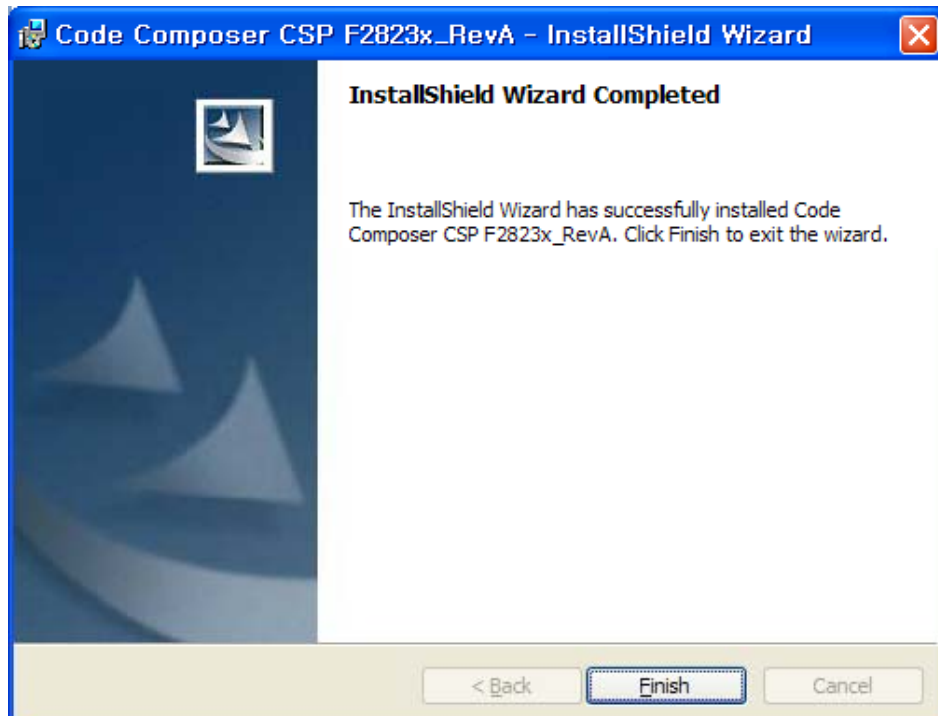 Code Composer CSP F2823x_RevA - InstallShield Wizard
InstallShield Wizard Completed
The InstallShield Wizard has successfully installed Code
Composer CSP F2823x_RevA. Click Finish to exit the wizard.
< Back
Finish
Cancel